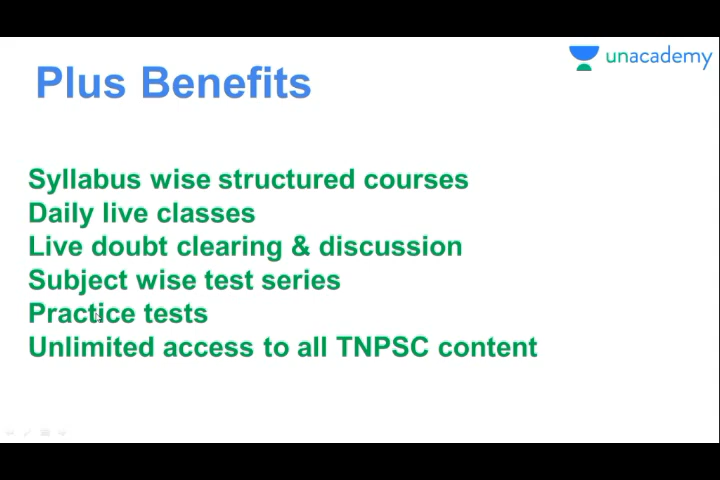 unacademy
Plus Benefits
Syllabus wise structured courses
Daily live classes
Live doubt clearing & discussion
Subject wise test series
Practice tests
Unlimited access to all TNPSC content